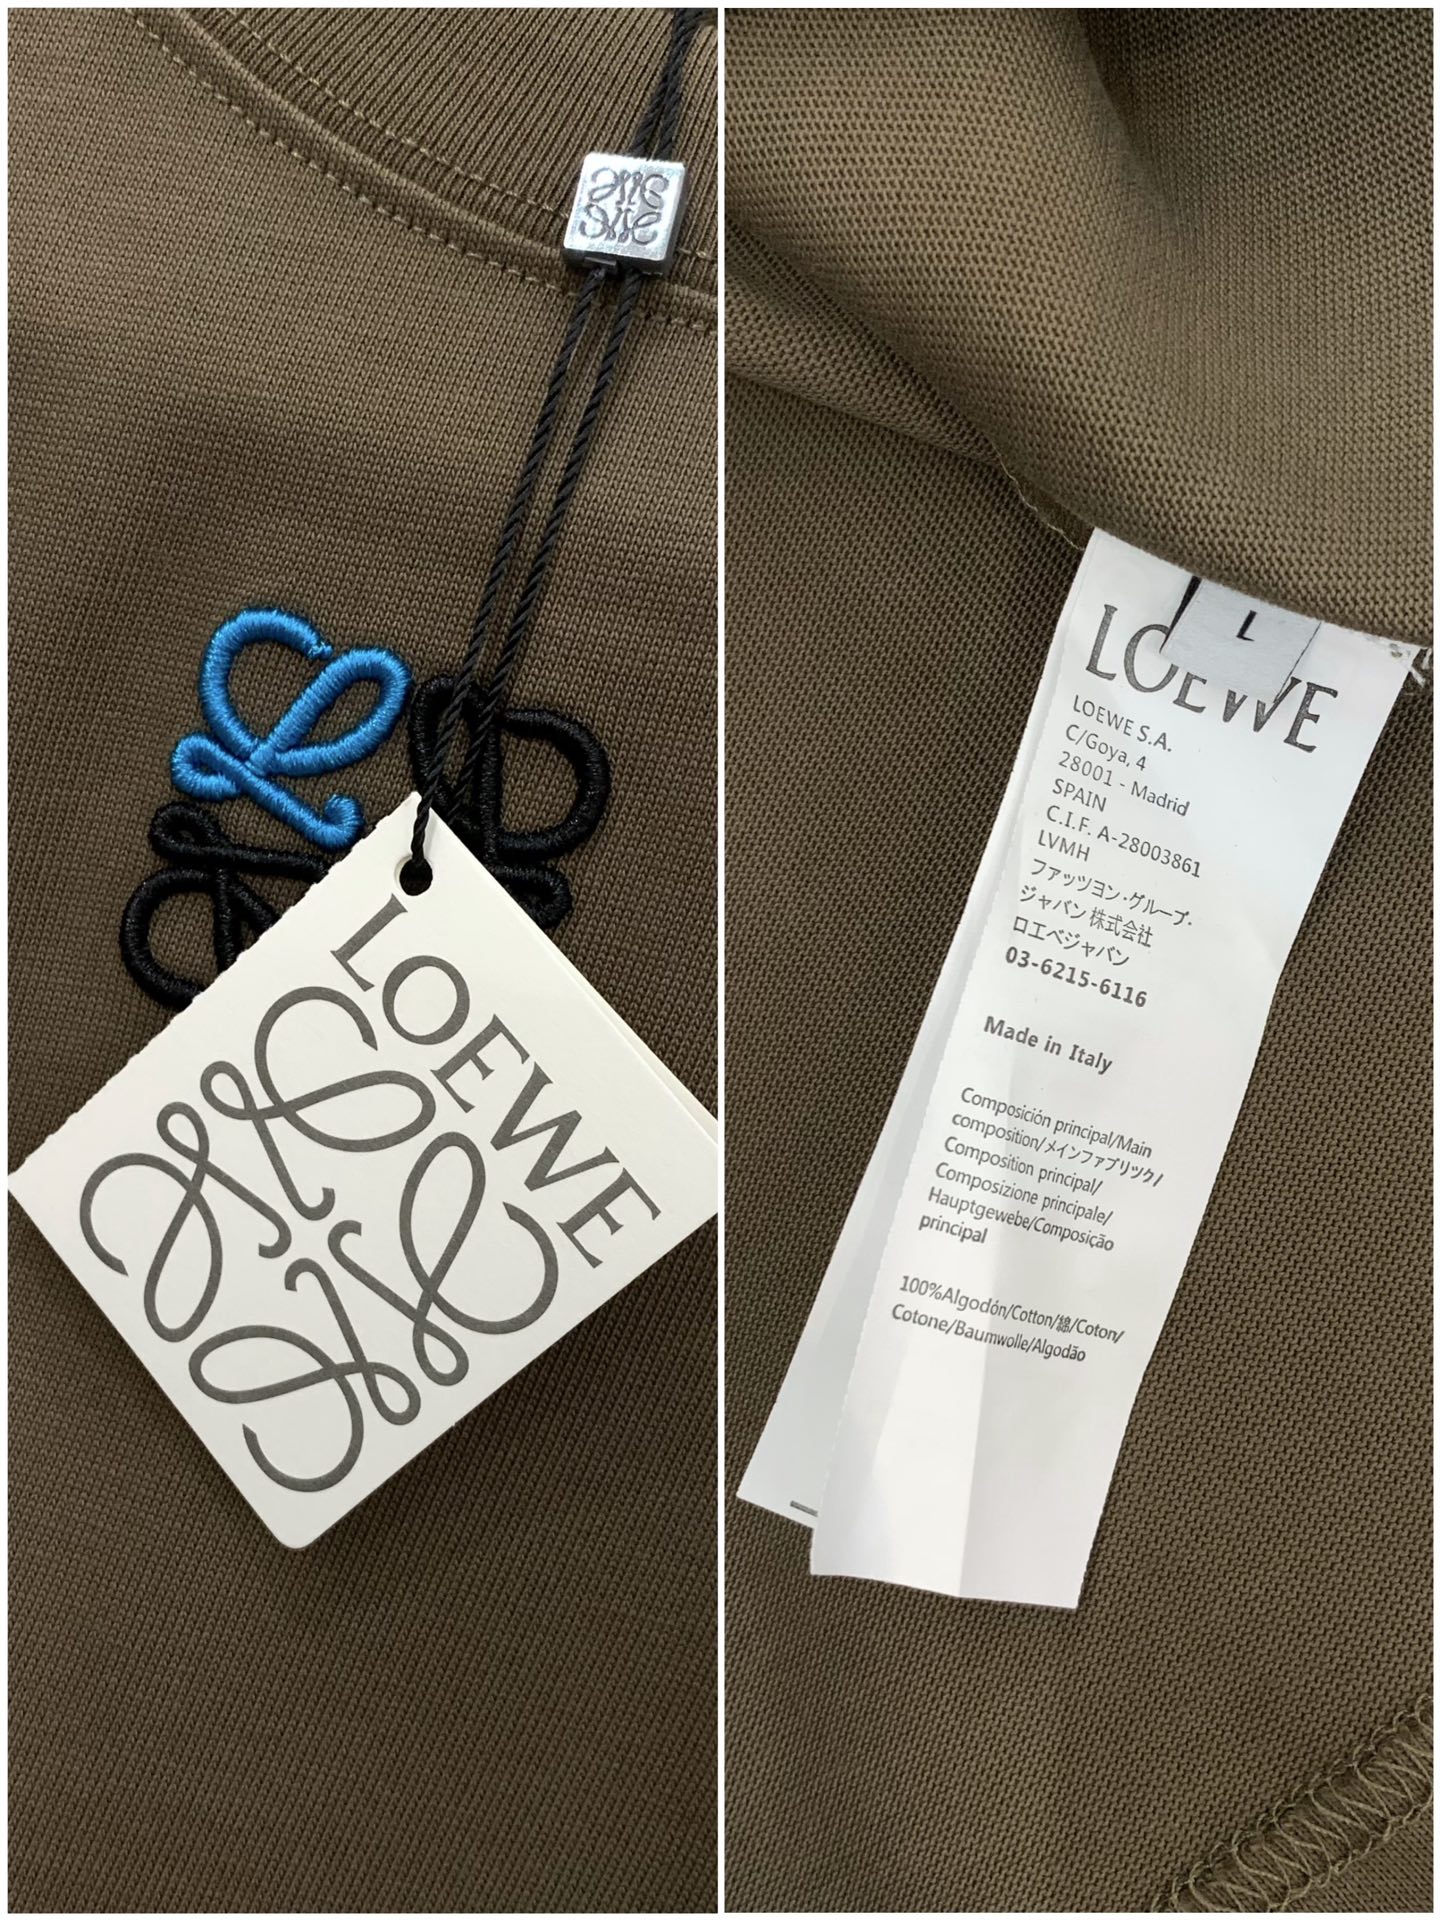 LOEWE
L
LOEWE
LOEWE S.A.
C/Goya, 4
28001 - Madrid
SPAIN
C.I.F. A-28003861
LVMH
ファッツヨン·グループ·
ジャパン株式会社
ロエベジャパン
03-6215-6116
Made in Italy
Composición principal/Main
composition/メインファブリツク/
Composition principal/
Composizione principale/
Hauptgewebe/Composição
principal
100%Algodón/Cotton/綿/Coton/
Cotone/Baumwolle/Algodão